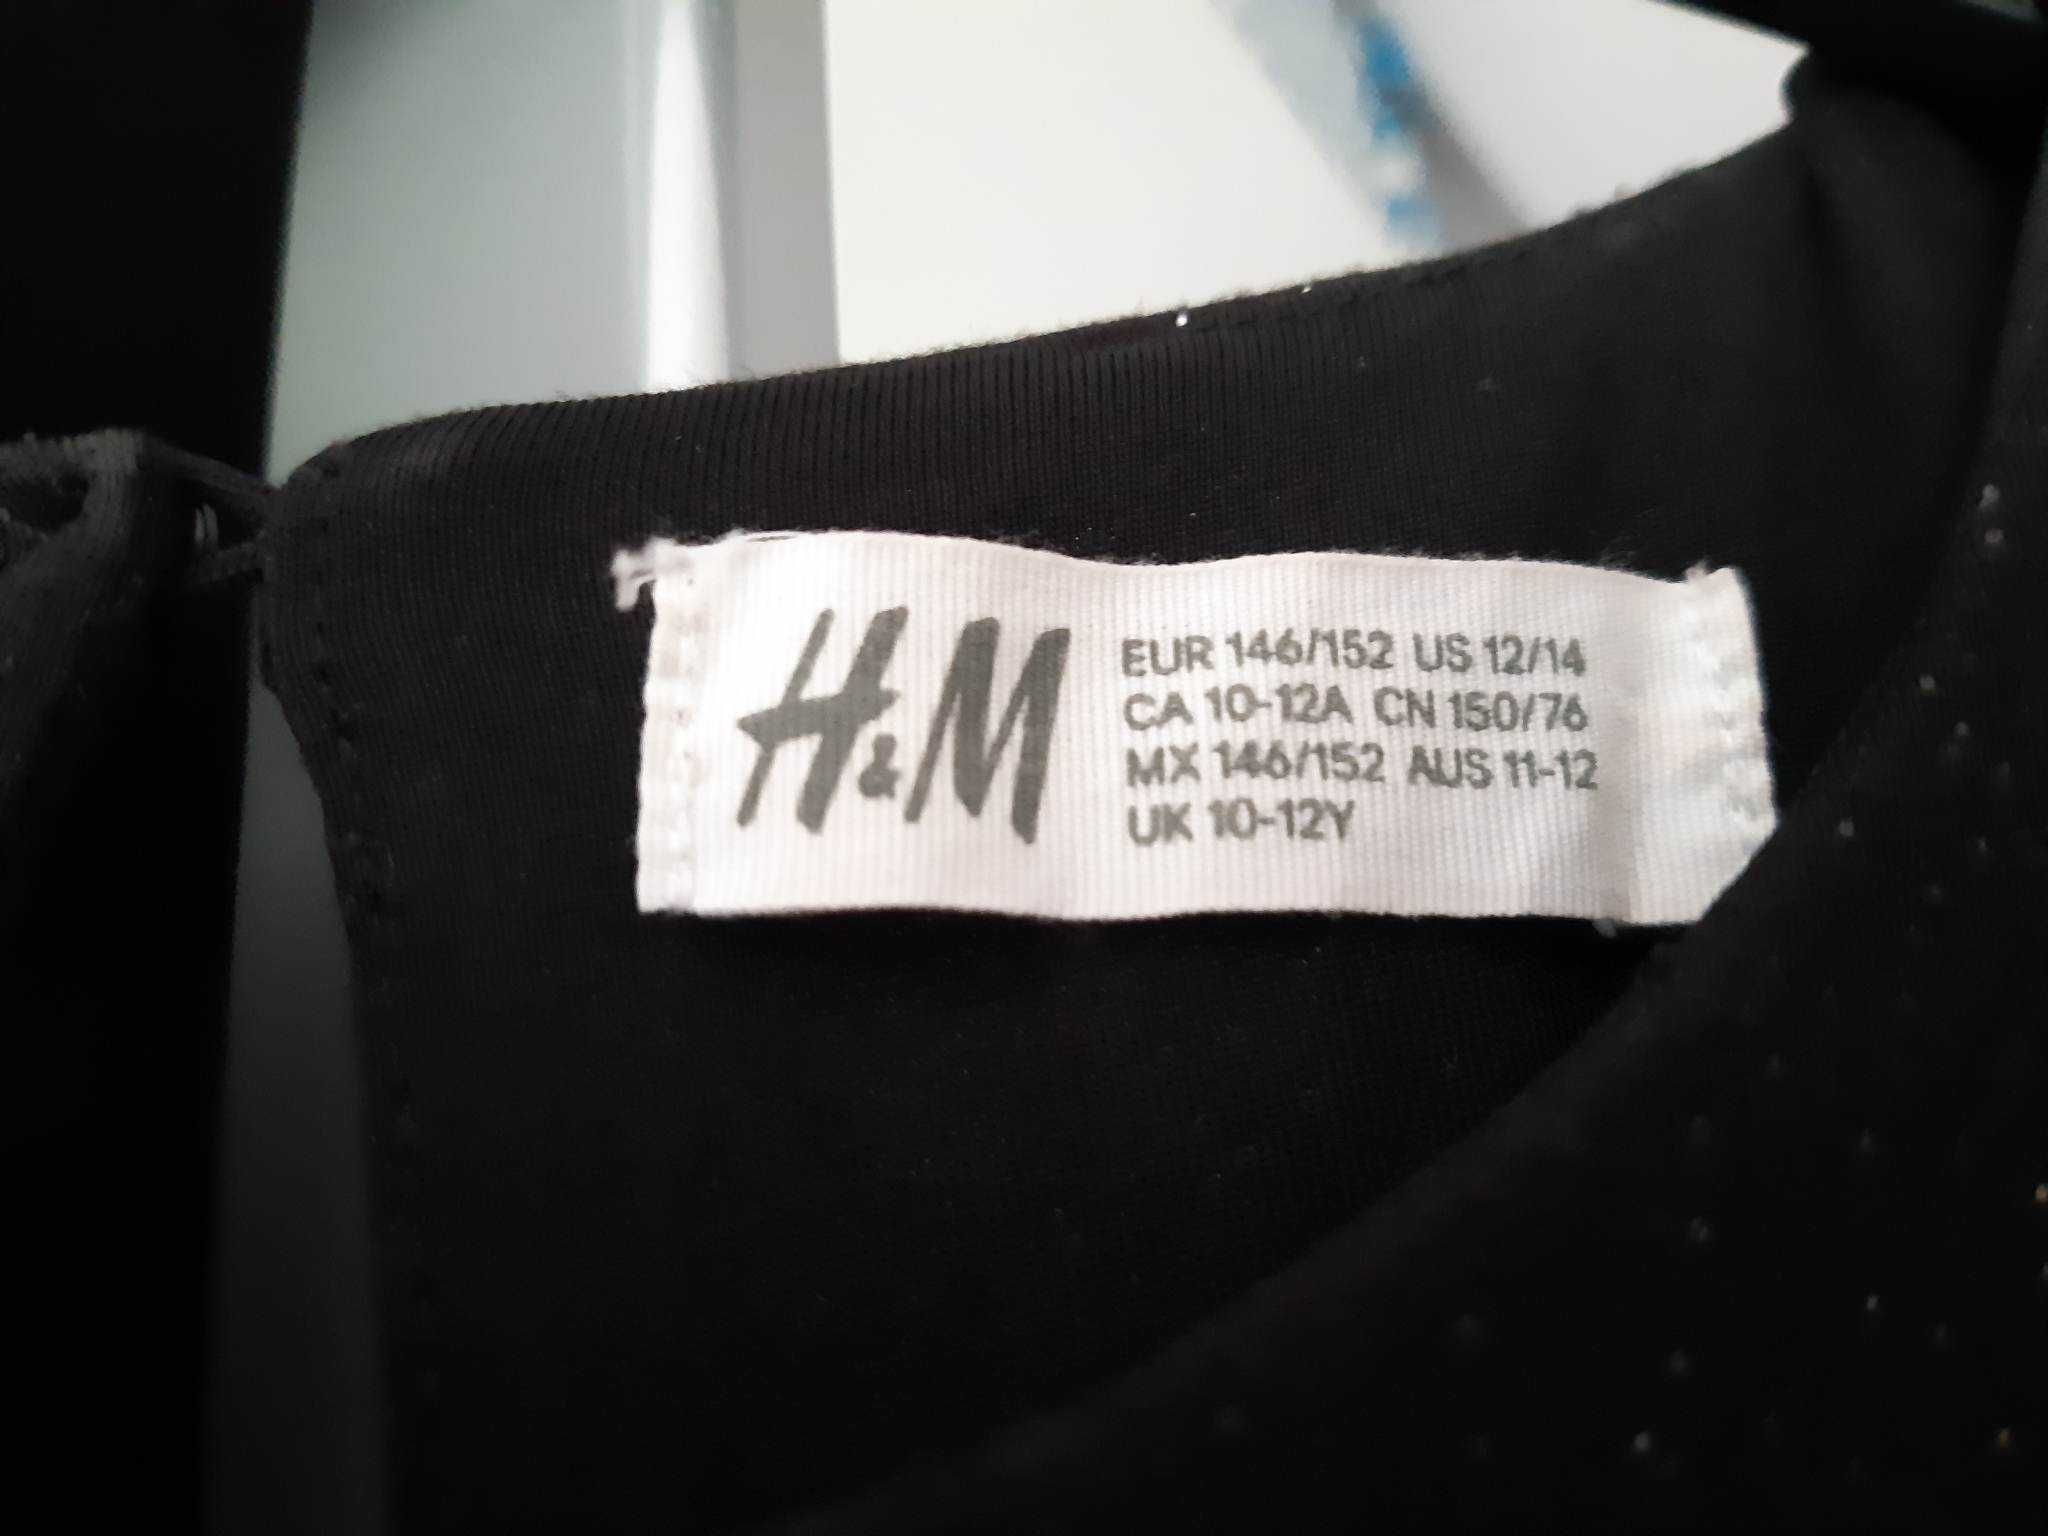 H&M
EUR 146/152 US 12/14
CA 10-12A CN 150/76
MX 146/152 AUS 11-12
UK 10-12Y